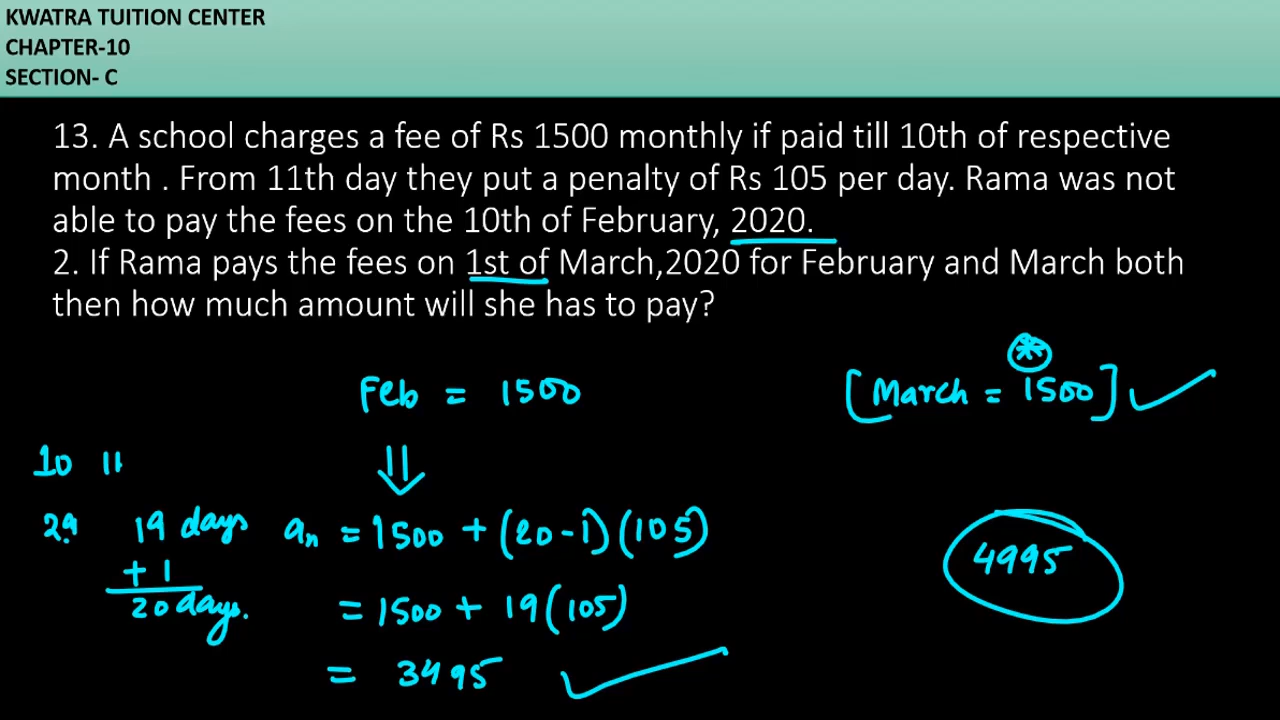 KWATRA TUITION CENTER
CHAPTER-10
SECTION- C
13. A school charges a fee of Rs 1500 monthly if paid till 10th of respective
month . From 11th day they put a penalty of Rs 105 per day. Rama was not
able to pay the fees on the 10th of February, 2020.
2. If Rama pays the fees on 1st of March,2020 for February and March both
then how much amount will she has to pay?
Feb = 1500
[March = 1500]
10 11
29 19 days
+ 1
20 days.
an = 1500 + (20-1)(105)
= 1500 + 19(105)
= 3495
4995